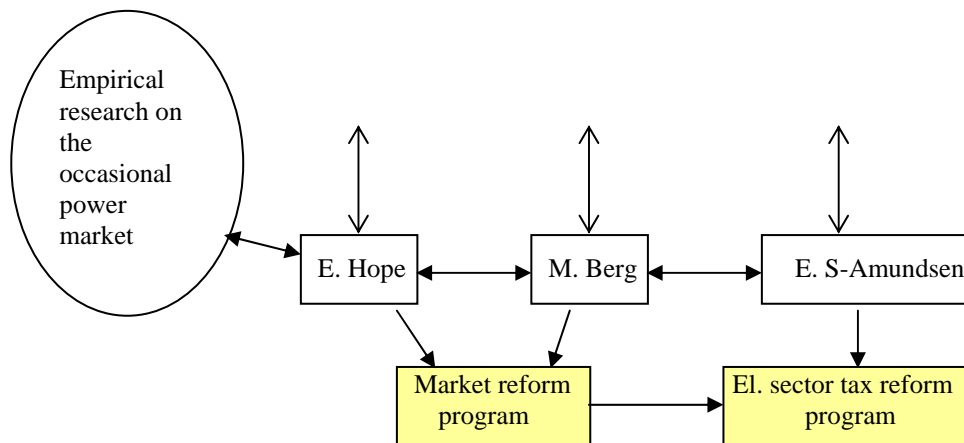 Empirical
research on
the
occasional
power
market
E. Hope
M. Berg
E. S-Amundsen
Market reform
program
El. sector tax reform
program